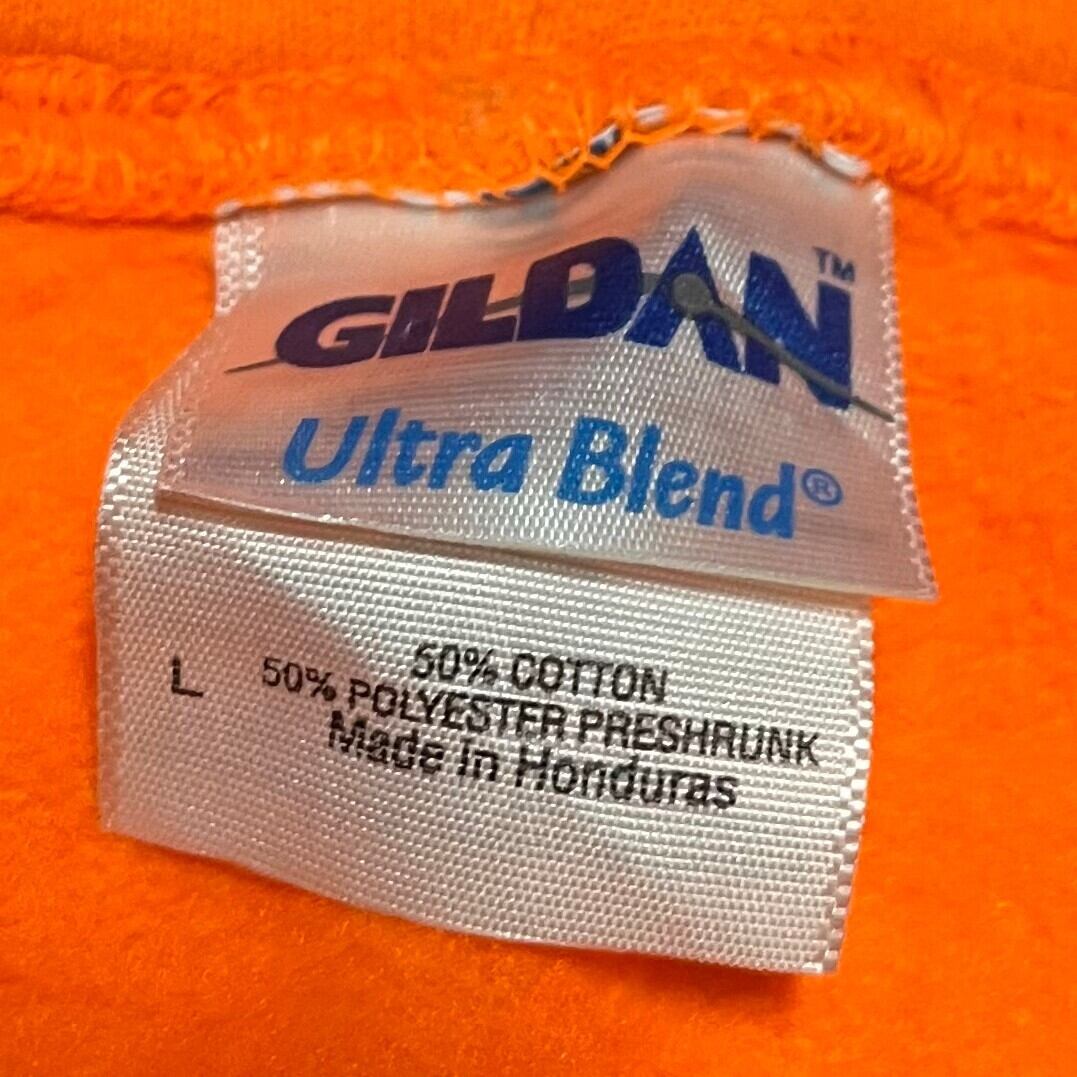 GILDAN™
Ultra Blend®
L
50% COTTON
50% POLYESTER PRESHRUNK
Made in Honduras